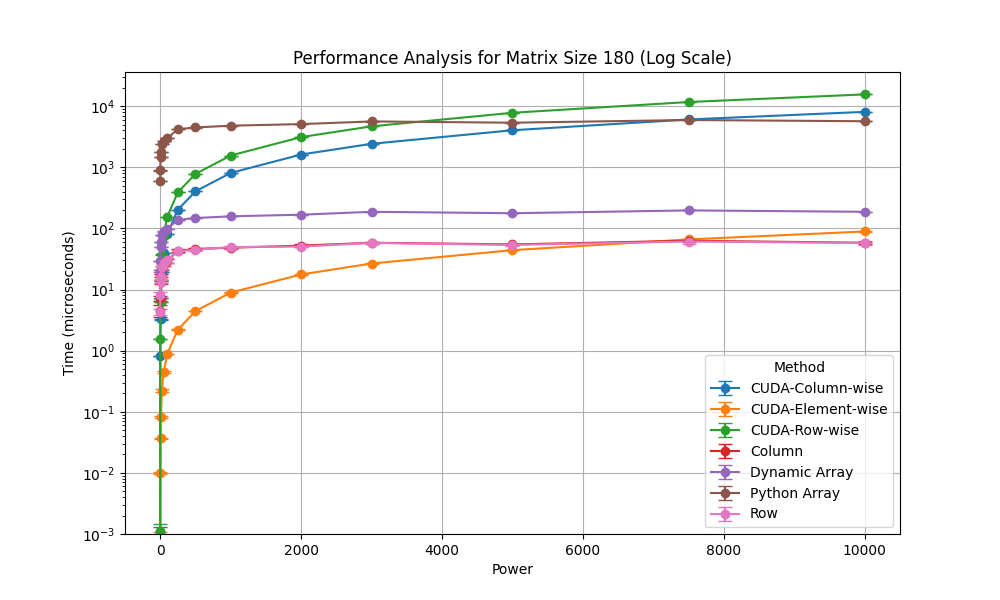 Performance Analysis for Matrix Size 180 (Log Scale)
Time (microseconds)
10⁴
10³
10²
10¹
10⁰
10⁻¹
10⁻²
10⁻³
Method
CUDA-Column-wise
CUDA-Element-wise
CUDA-Row-wise
Column
Dynamic Array
Python Array
Row
0 2000 4000 6000 8000 10000
Power